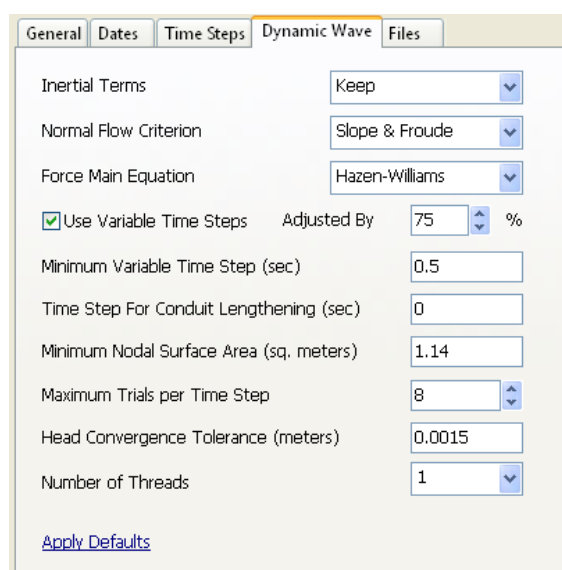 General Dates Time Steps Dynamic Wave Files
Inertial Terms Keep
Normal Flow Criterion Slope & Froude
Force Main Equation Hazen-Williams
Use Variable Time Steps Adjusted By 75 %
Minimum Variable Time Step (sec) 0.5
Time Step For Conduit Lengthening (sec) 0
Minimum Nodal Surface Area (sq. meters) 1.14
Maximum Trials per Time Step 8
Head Convergence Tolerance (meters) 0.0015
Number of Threads 1
Apply Defaults